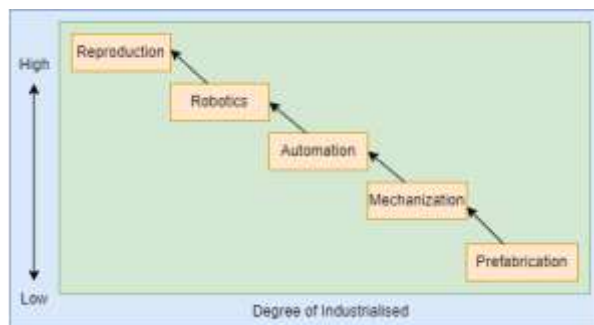 Reproduction
High
Robotics
Automation
Mechanization
Prefabrication
Low
Degree of Industrialised